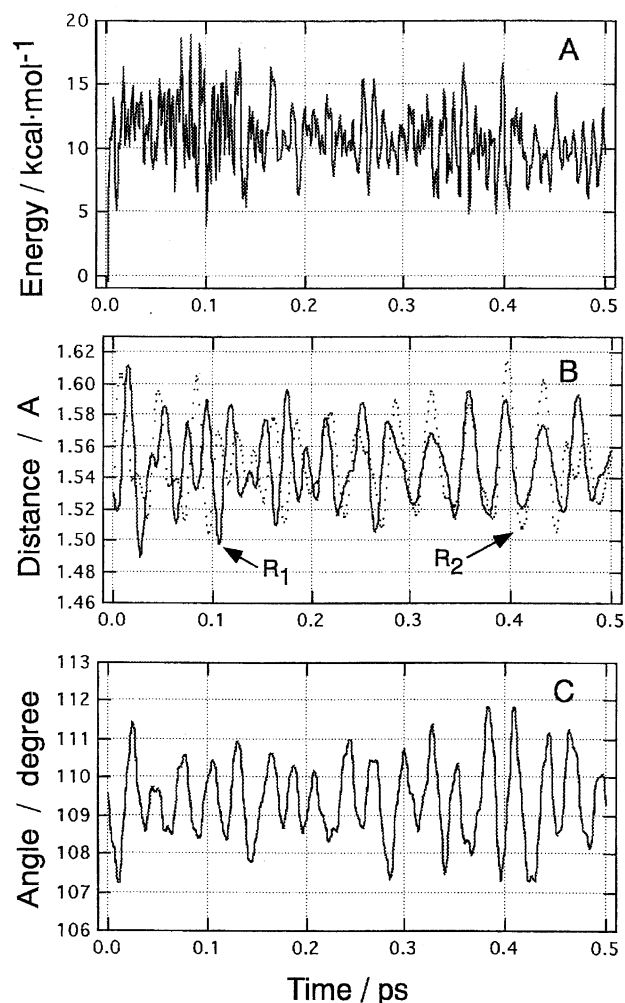 A
Energy / kcal·mol-1
20
15
10
5
0
0.0 0.1 0.2 0.3 0.4 0.5
B
Distance / A
1.62
1.60
1.58
1.56
1.54
1.52
1.50
1.48
1.46
R1
R2
0.0 0.1 0.2 0.3 0.4 0.5
C
Angle / degree
113
112
111
110
109
108
107
106
0.0 0.1 0.2 0.3 0.4 0.5
Time / ps